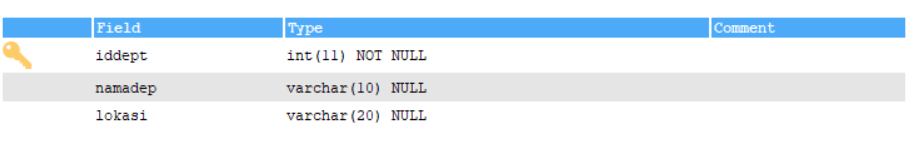 Field Type Comment
iddept int(11) NOT NULL
namadep varchar(10) NULL
lokasi varchar(20) NULL